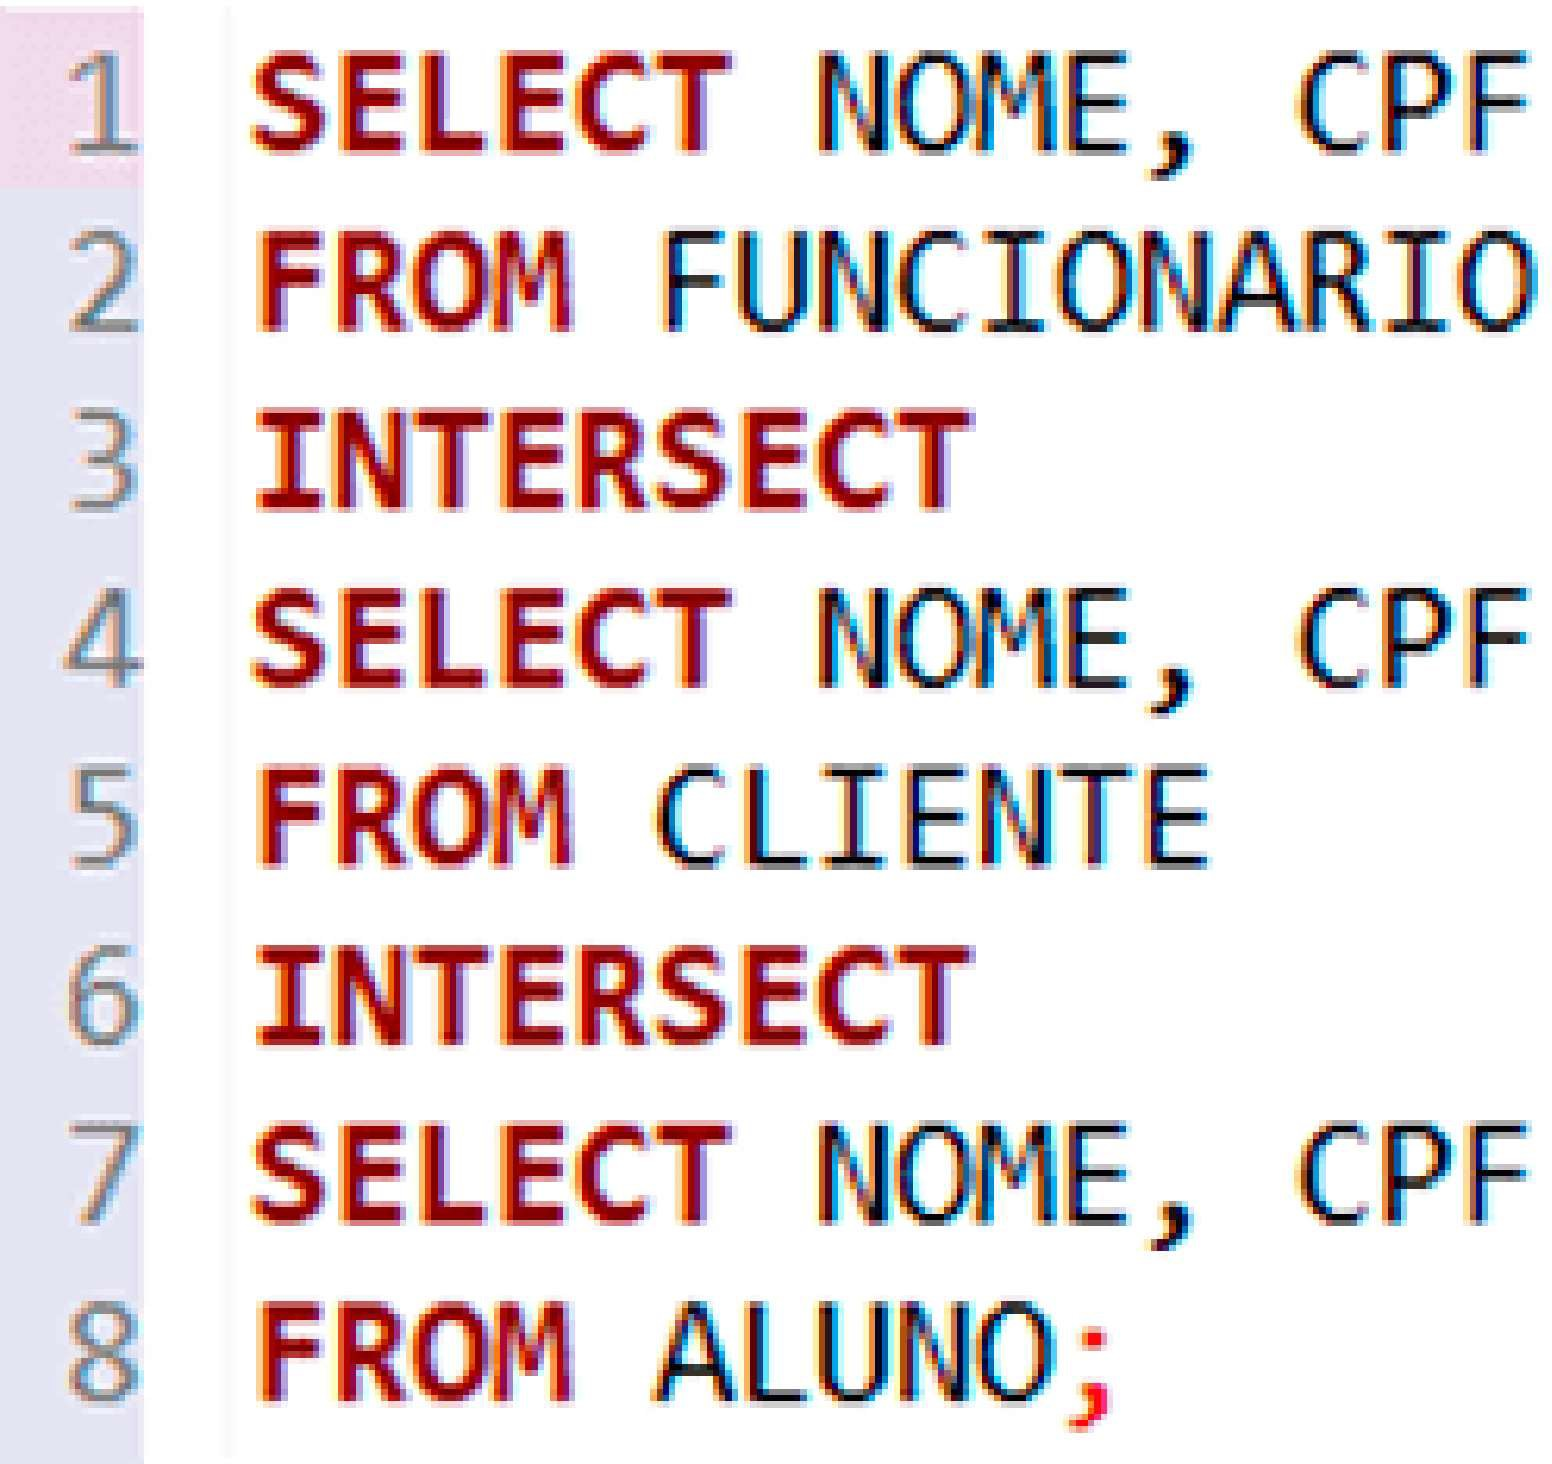 1 SELECT NOME, CPF
2 FROM FUNCIONARIO
3 INTERSECT
4 SELECT NOME, CPF
5 FROM CLIENTE
6 INTERSECT
7 SELECT NOME, CPF
8 FROM ALUNO;